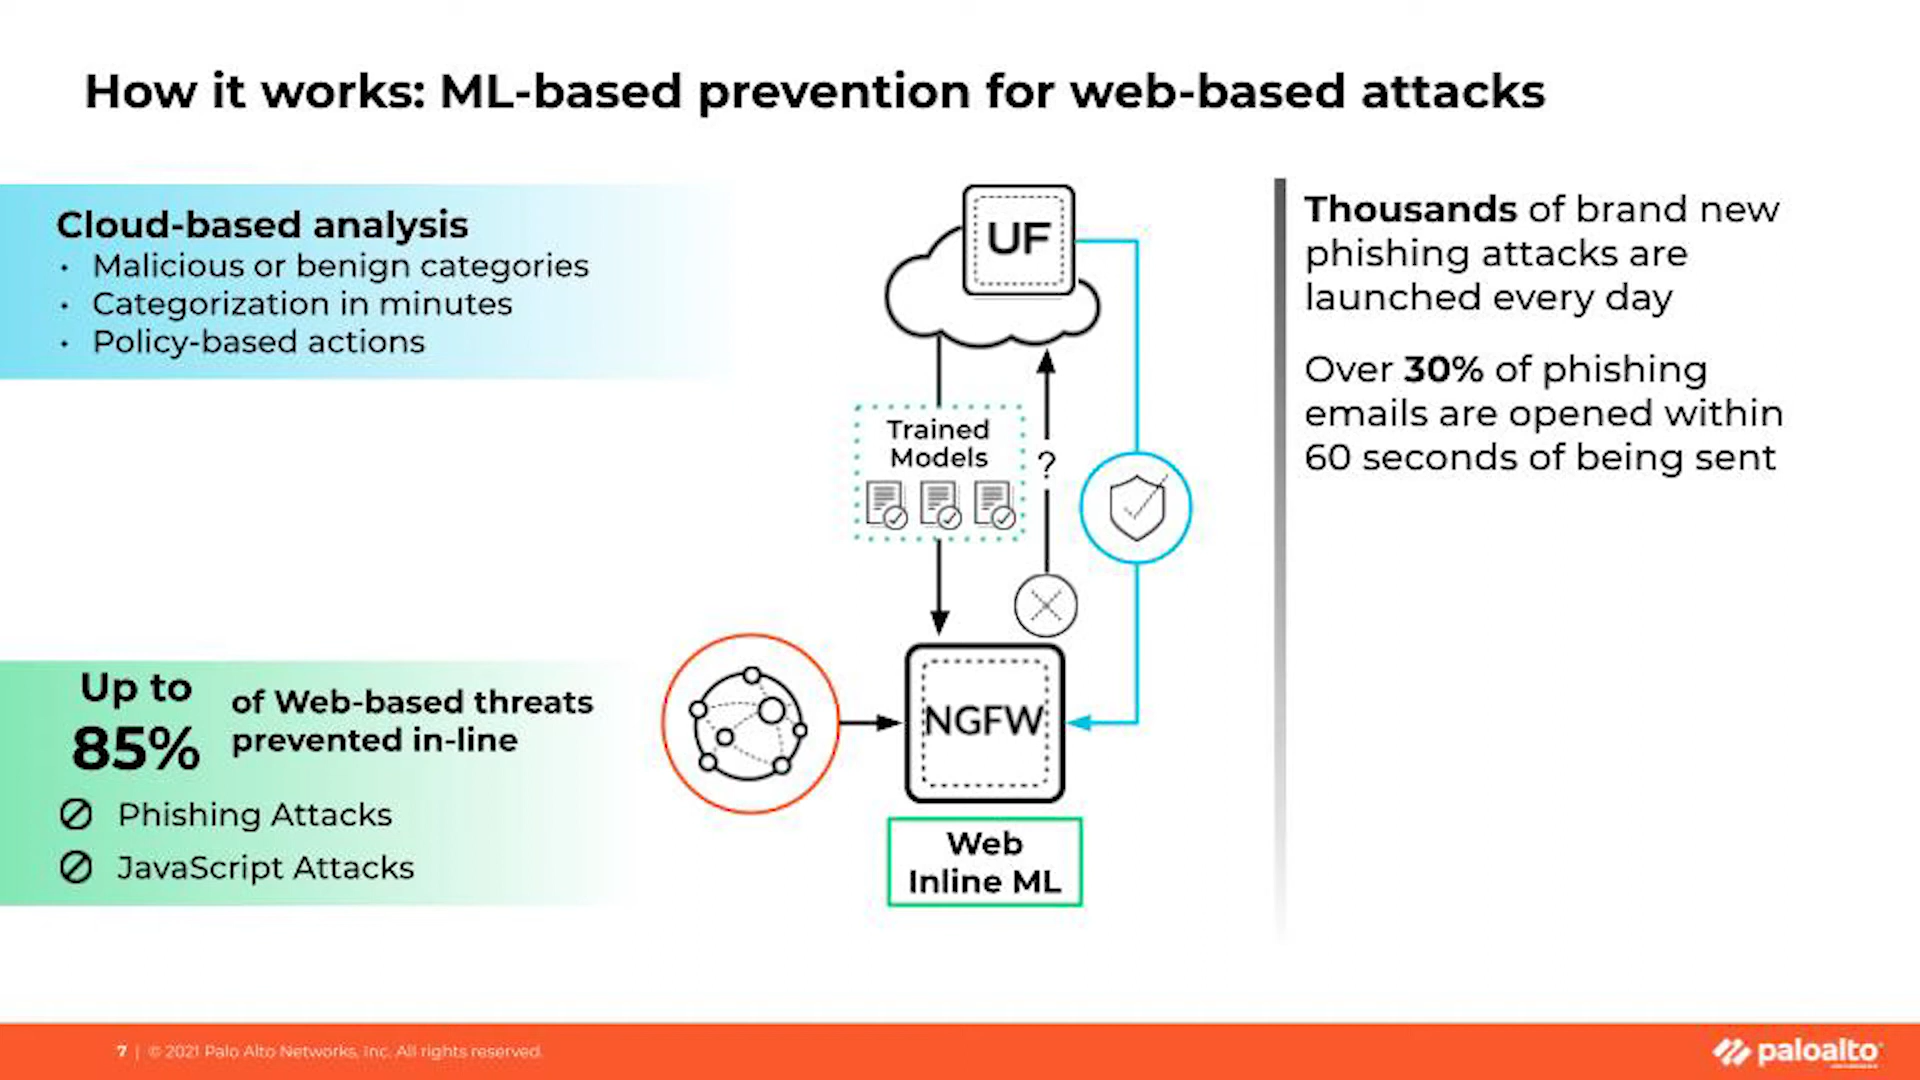 How it works: ML-based prevention for web-based attacks
Cloud-based analysis
· Malicious or benign categories
· Categorization in minutes
· Policy-based actions
UF
Trained
Models
?
NGFW
Web
Inline ML
Up to
85%
of Web-based threats
prevented in-line
Phishing Attacks
JavaScript Attacks
Thousands of brand new
phishing attacks are
launched every day
Over 30% of phishing
emails are opened within
60 seconds of being sent
7 | © 2021 Palo Alto Networks, Inc. All rights reserved.
paloalto